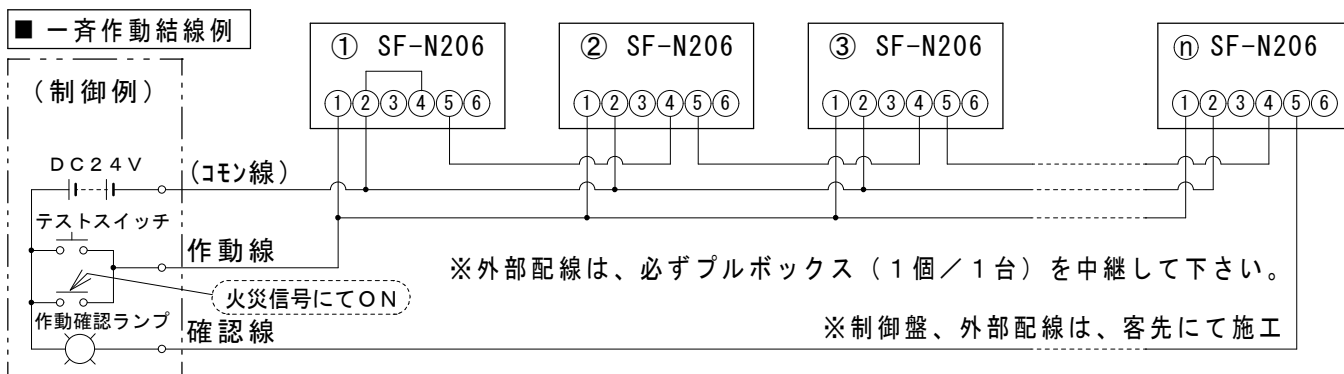 ■ 一斉作動結線例
① SF-N206
② SF-N206
③ SF-N206
ⓝ SF-N206
(制御例)
①②③④⑤⑥
①②③④⑤⑥
①②③④⑤⑥
①②③④⑤⑥
DC24V
(コモン線)
テストスイッチ
作動線
※外部配線は、必ずプルボックス(1個/1台)を中継して下さい。
火災信号にてON
作動確認ランプ
確認線
※制御盤、外部配線は、客先にて施工